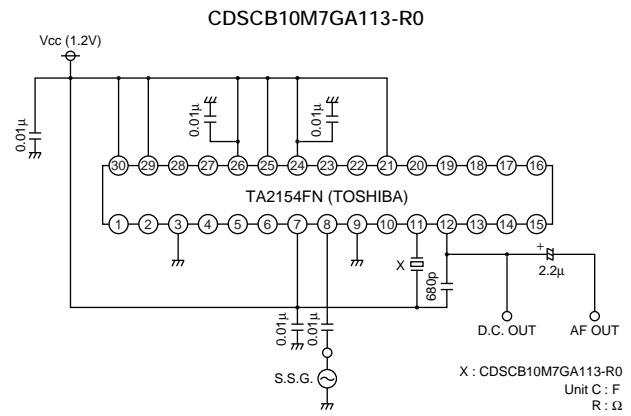 CDSCB10M7GA113-R0
Vcc (1.2V)
0.01µ
0.01µ
0.01µ
30 29 28 27 26 25 24 23 22 21 20 19 18 17 16
TA2154FN (TOSHIBA)
1 2 3 4 5 6 7 8 9 10 11 12 13 14 15
X
680p
+
2.2µ
0.01µ
0.01µ
D.C. OUT
AF OUT
S.S.G.
X : CDSCB10M7GA113-R0
Unit C : F
R : Ω